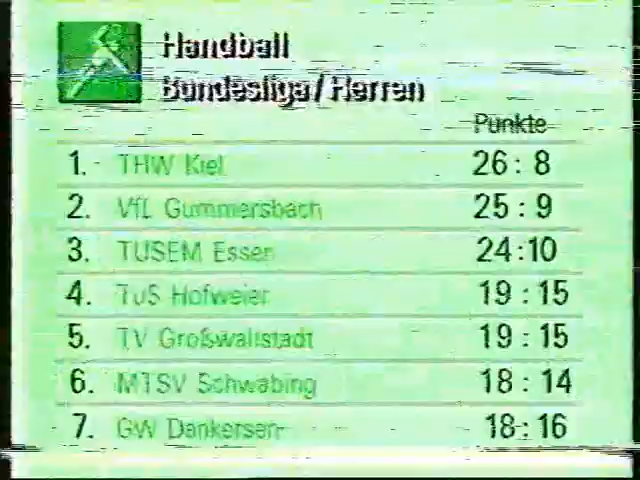 Handball
Bundesliga/Herren
Punkte
1. THW Kiel 26:8
2. VfL Gummersbach 25:9
3. TUSEM Essen 24:10
4. TuS Hofweier 19:15
5. TV Großwallstadt 19:15
6. MTSV Schwabing 18:14
7. GW Dankersen 18:16